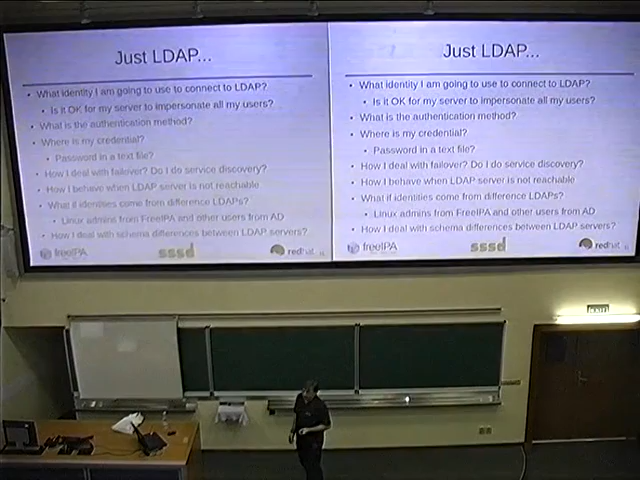 Just LDAP...
• What identity I am going to use to connect to LDAP?
• Is it OK for my server to impersonate all my users?
• What is the authentication method?
• Where is my credential?
• Password in a text file?
• How I deal with failover? Do I do service discovery?
• How I behave when LDAP server is not reachable
• What if identities come from difference LDAPs?
• Linux admins from FreeIPA and other users from AD
• How I deal with schema differences between LDAP servers?
freeIPA sssd redhat
Just LDAP...
• What identity I am going to use to connect to LDAP?
• Is it OK for my server to impersonate all my users?
• What is the authentication method?
• Where is my credential?
• Password in a text file?
• How I deal with failover? Do I do service discovery?
• How I behave when LDAP server is not reachable
• What if identities come from difference LDAPs?
• Linux admins from FreeIPA and other users from AD
• How I deal with schema differences between LDAP servers?
freeIPA sssd redhat